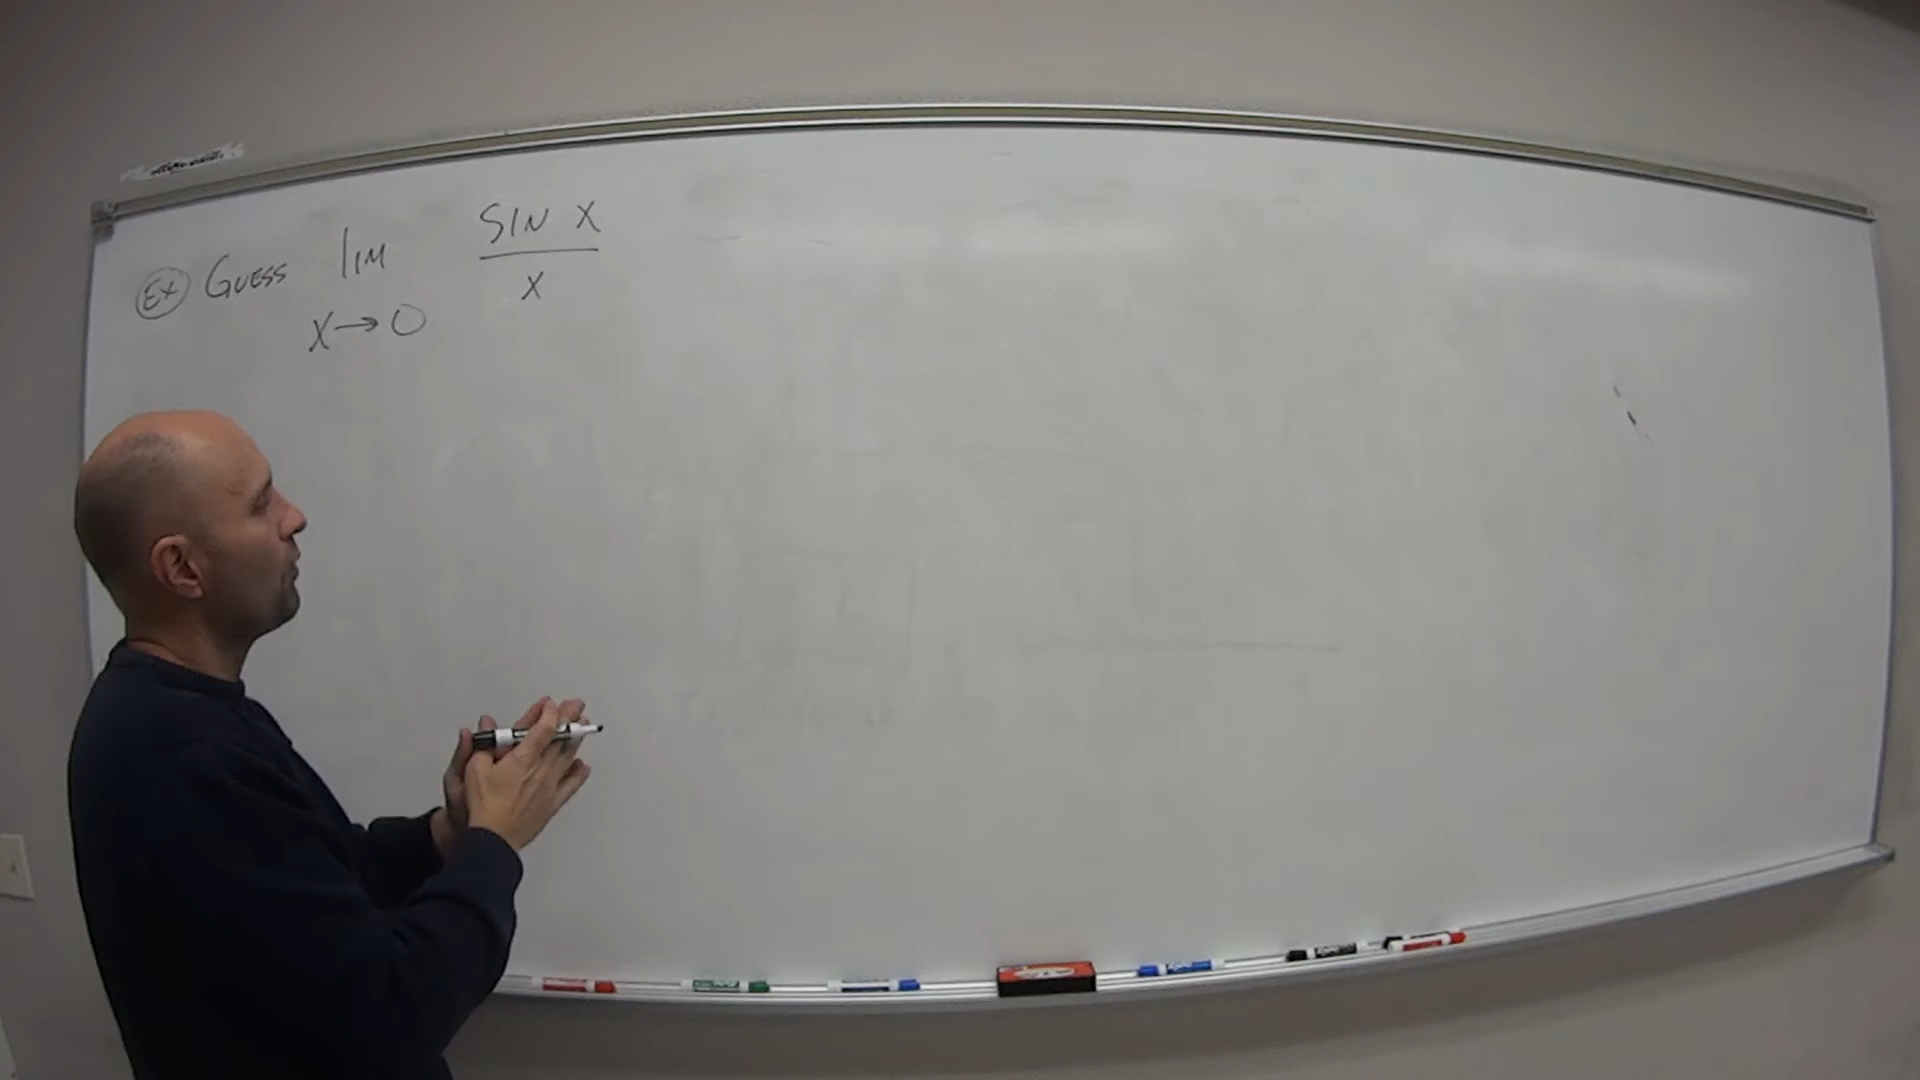 Ex Guess lim sin x / x
x→0